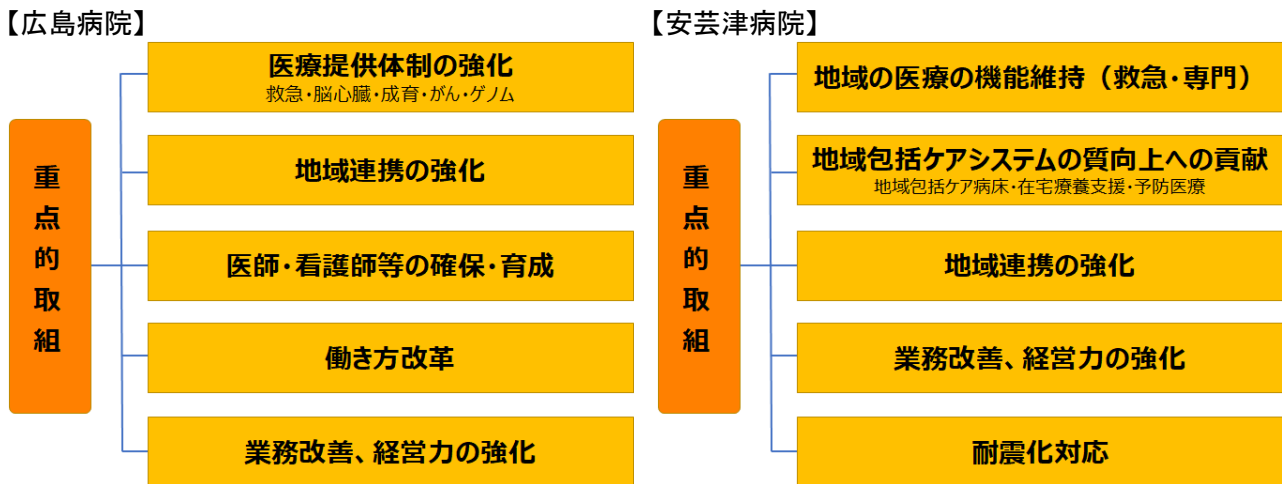 【広島病院】
重点的取組
医療提供体制の強化
救急・脳心臓・成育・がん・ゲノム
地域連携の強化
医師・看護師等の確保・育成
働き方改革
業務改善、経営力の強化
【安芸津病院】
重点的取組
地域の医療の機能維持（救急・専門）
地域包括ケアシステムの質向上への貢献
地域包括ケア病床・在宅療養支援・予防医療
地域連携の強化
業務改善、経営力の強化
耐震化対応